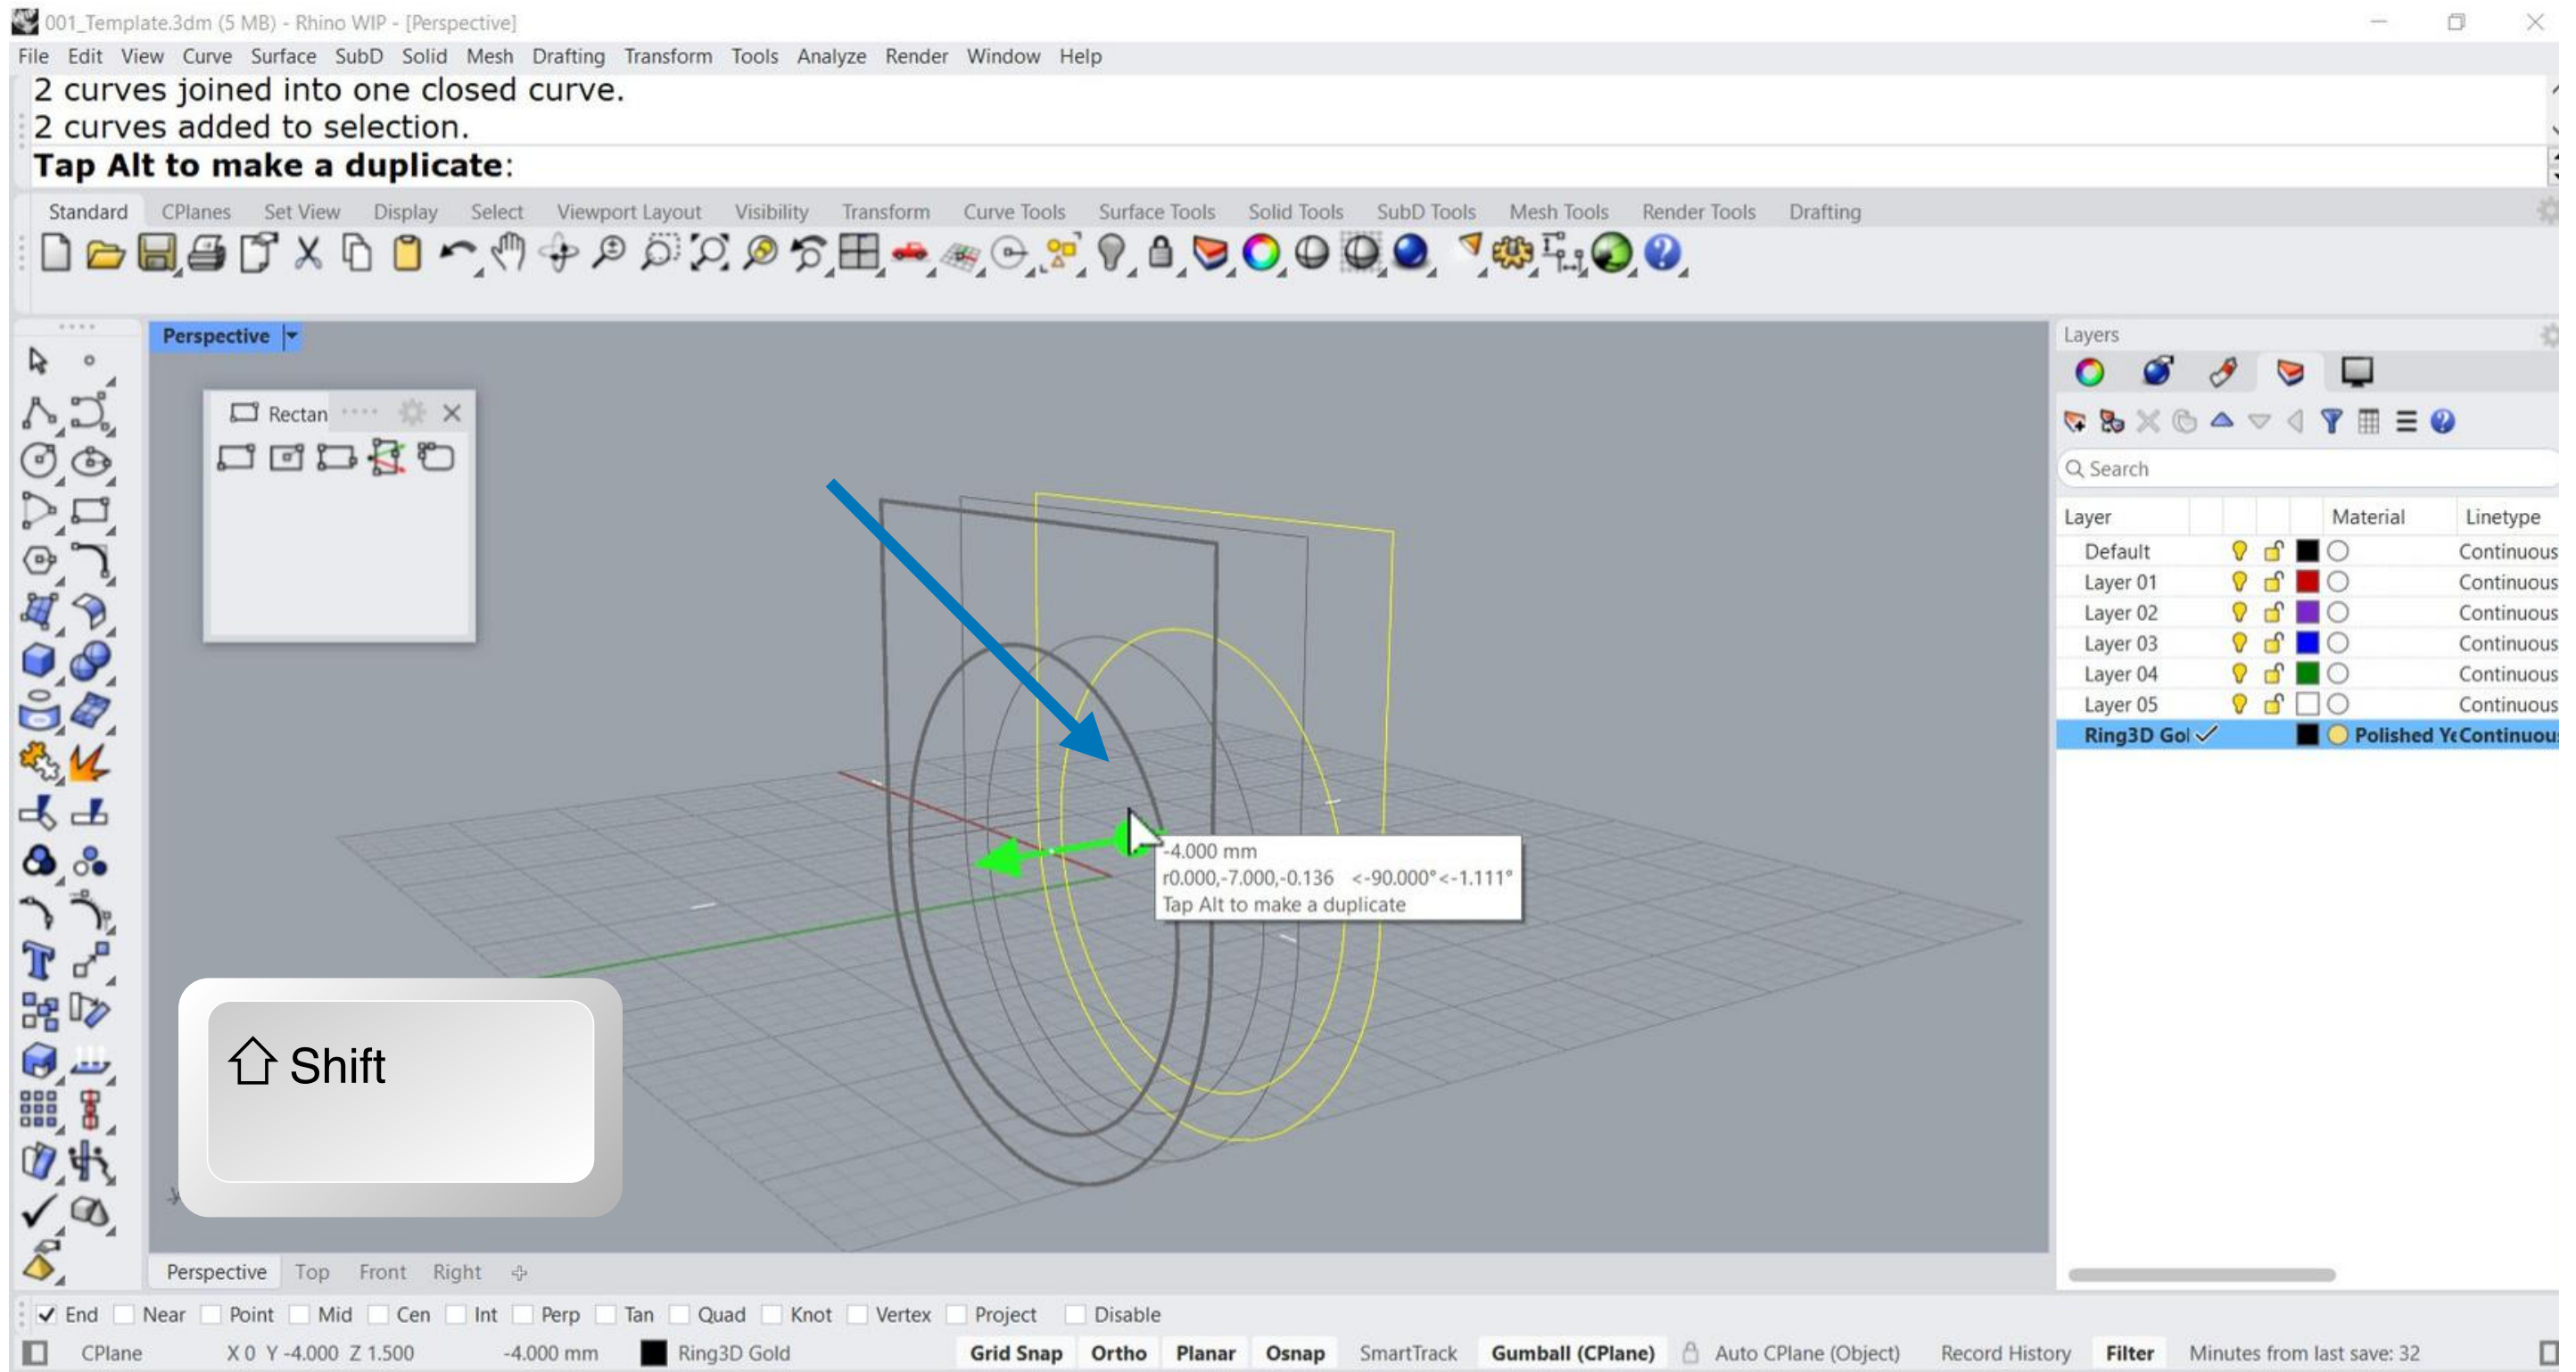 001_Template.3dm (5 MB) - Rhino WIP - [Perspective]
File Edit View Curve Surface SubD Solid Mesh Drafting Transform Tools Analyze Render Window Help
2 curves joined into one closed curve.
2 curves added to selection.
Tap Alt to make a duplicate:
Standard CPlanes Set View Display Select Viewport Layout Visibility Transform Curve Tools Surface Tools Solid Tools SubD Tools Mesh Tools Render Tools Drafting
Perspective
Rectan
Layers
Search
Layer Material Linetype
Default Continuous
Layer 01 Continuous
Layer 02 Continuous
Layer 03 Continuous
Layer 04 Continuous
Layer 05 Continuous
Ring3D Gol Polished Ye Continuou
-4.000 mm
r0.000,-7.000,-0.136 <-90.000°<-1.111°
Tap Alt to make a duplicate
Shift
Perspective Top Front Right
End Near Point Mid Cen Int Perp Tan Quad Knot Vertex Project Disable
CPlane X 0 Y -4.000 Z 1.500 -4.000 mm Ring3D Gold Grid Snap Ortho Planar Osnap SmartTrack Gumball (CPlane) Auto CPlane (Object) Record History Filter Minutes from last save: 32